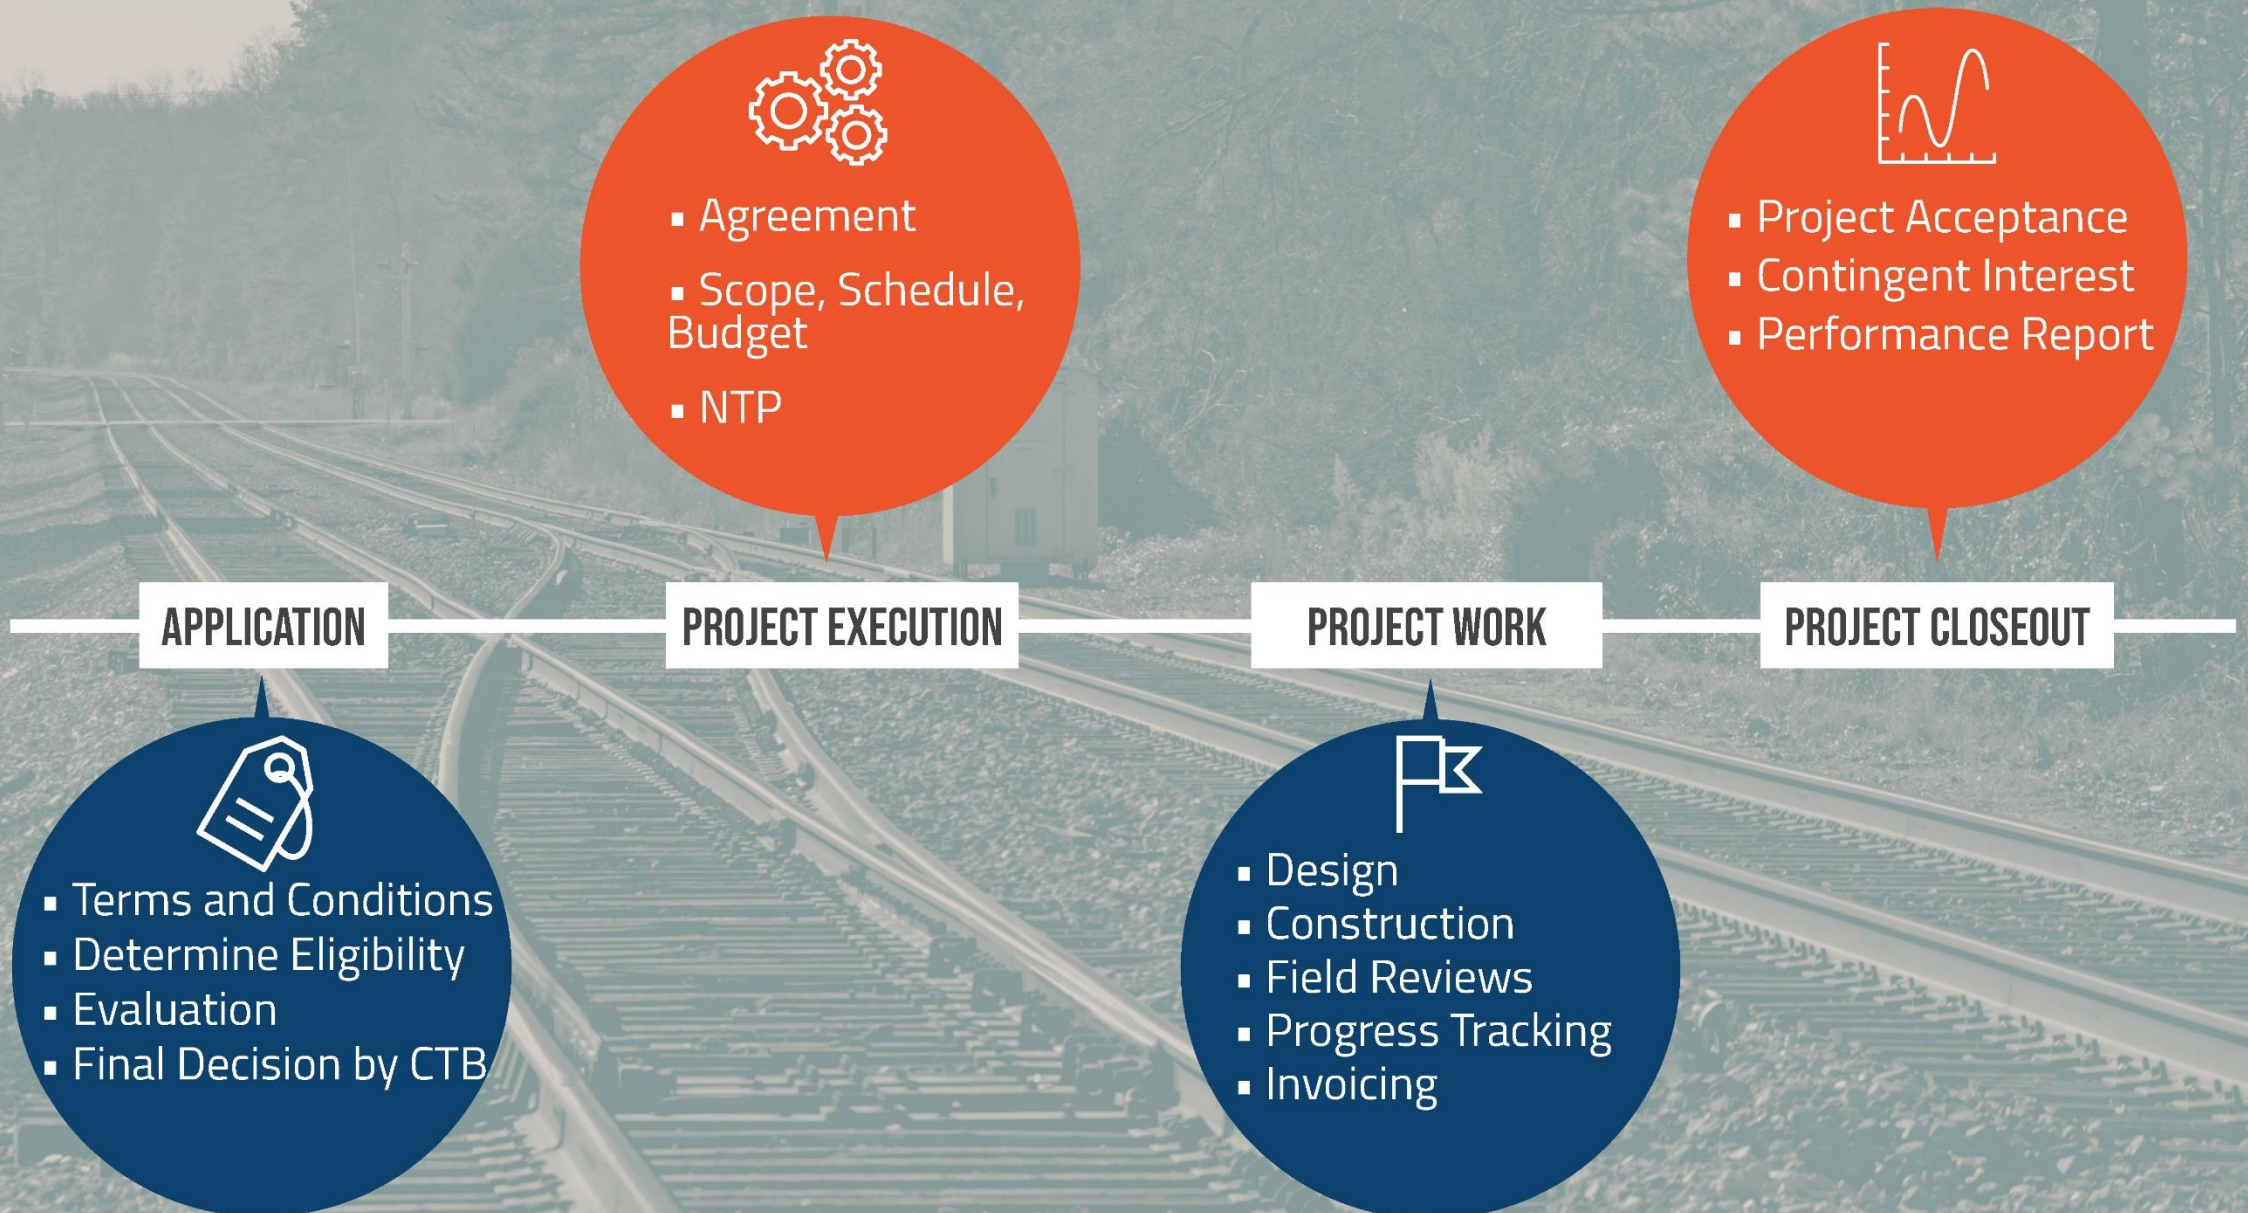 APPLICATION
▪ Terms and Conditions
▪ Determine Eligibility
▪ Evaluation
▪ Final Decision by CTB
▪ Agreement
▪ Scope, Schedule,
Budget
▪ NTP
PROJECT EXECUTION
PROJECT WORK
▪ Design
▪ Construction
▪ Field Reviews
▪ Progress Tracking
▪ Invoicing
▪ Project Acceptance
▪ Contingent Interest
▪ Performance Report
PROJECT CLOSEOUT